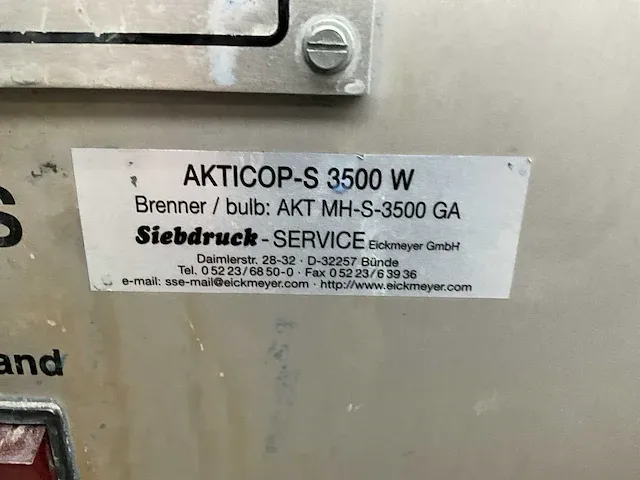 AKTICOP-S 3500 W
Brenner / bulb: AKT MH-S-3500 GA
Siebdruck - SERVICE Eickmeyer GmbH
Daimlerstr. 28-32 · D-32257 Bünde
Tel. 0 52 23/68 50-0 · Fax 0 52 23/6 39 36
e-mail: sse-mail@eickmeyer.com · http://www.eickmeyer.com
S
and